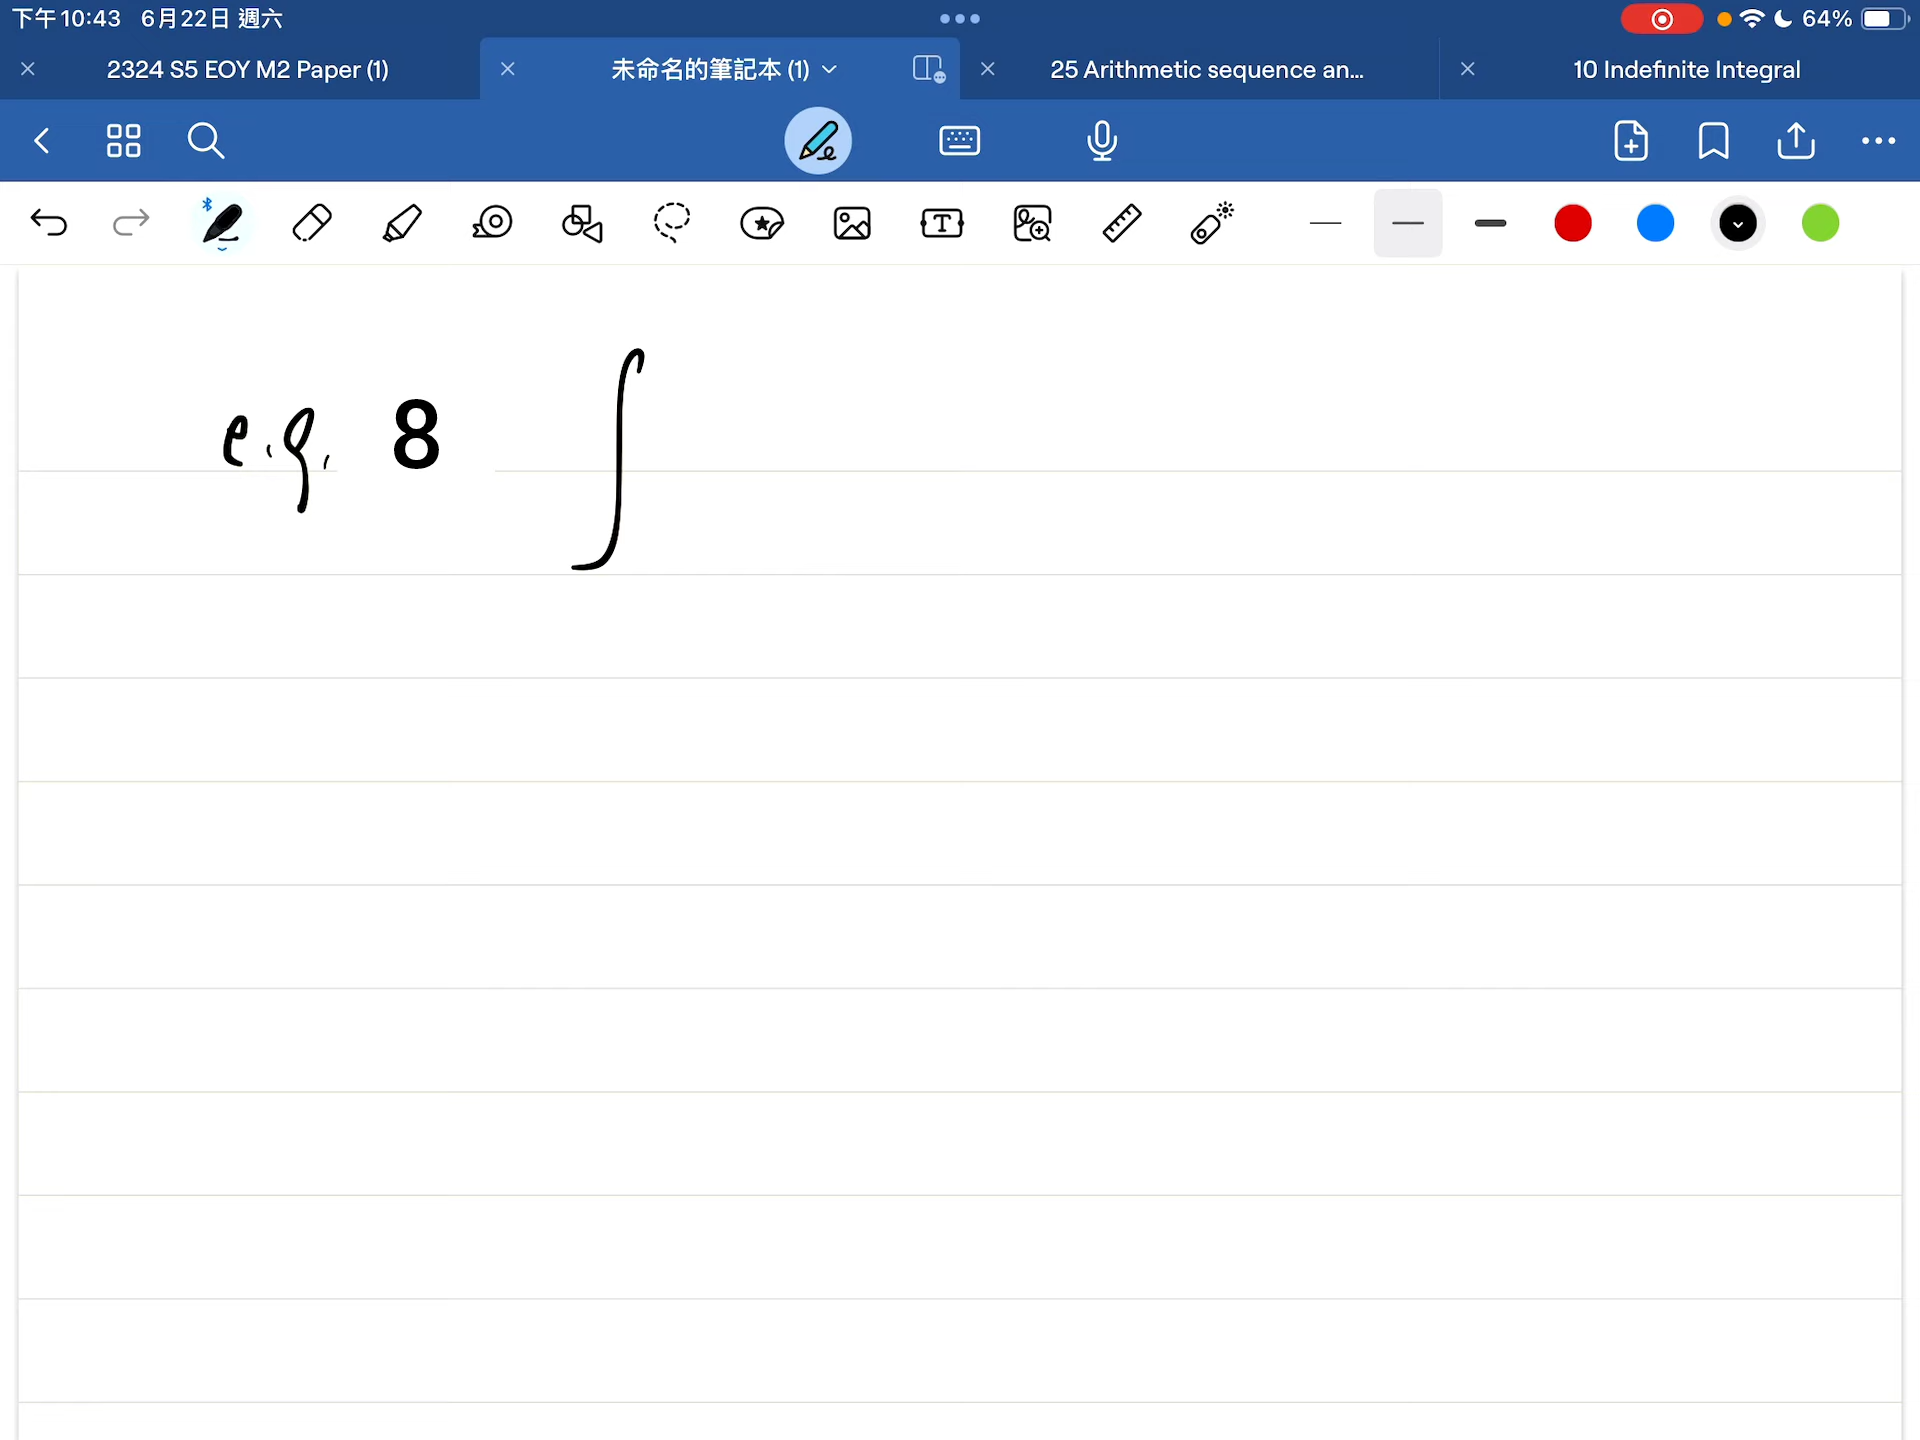 下午10:43 6月22日 週六 64%
2324 S5 EOY M2 Paper (1) 未命名的筆記本 (1) 25 Arithmetic sequence an... 10 Indefinite Integral
e.g. 8 ∫